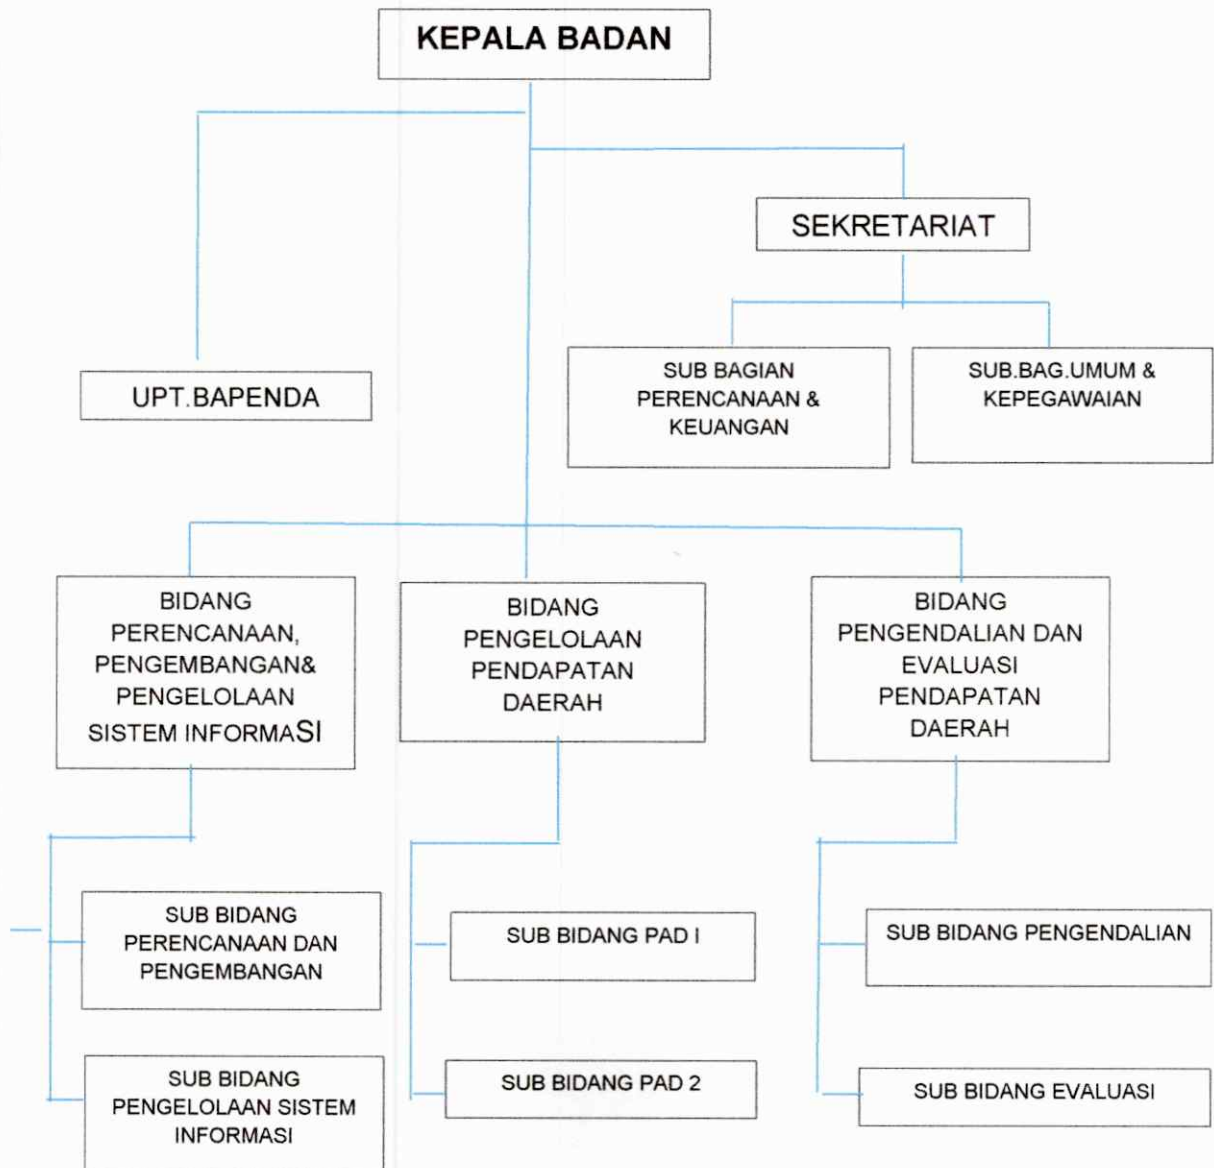 KEPALA BADAN
SEKRETARIAT
SUB BAGIAN
PERENCANAAN &
KEUANGAN
SUB.BAG.UMUM &
KEPEGAWAIAN
UPT.BAPENDA
BIDANG
PERENCANAAN,
PENGEMBANGAN&
PENGELOLAAN
SISTEM INFORMASI
BIDANG
PENGELOLAAN
PENDAPATAN
DAERAH
BIDANG
PENGENDALIAN DAN
EVALUASI
PENDAPATAN
DAERAH
SUB BIDANG
PERENCANAAN DAN
PENGEMBANGAN
SUB BIDANG PAD I
SUB BIDANG PENGENDALIAN
SUB BIDANG
PENGELOLAAN SISTEM
INFORMASI
SUB BIDANG PAD 2
SUB BIDANG EVALUASI